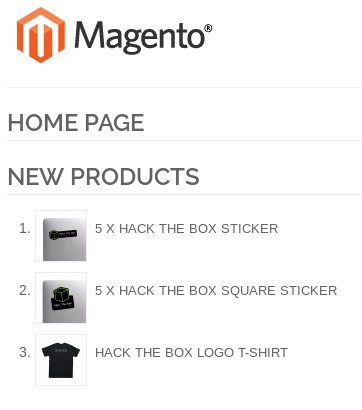 Magento®
HOME PAGE
NEW PRODUCTS
1. 5 X HACK THE BOX STICKER
2. 5 X HACK THE BOX SQUARE STICKER
3. HACK THE BOX LOGO T-SHIRT